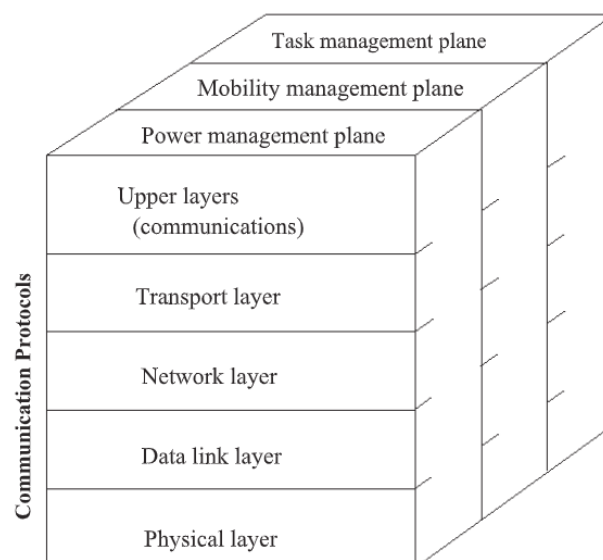 Task management plane
Mobility management plane
Power management plane
Upper layers
(communications)
Transport layer
Network layer
Data link layer
Physical layer
Communication Protocols